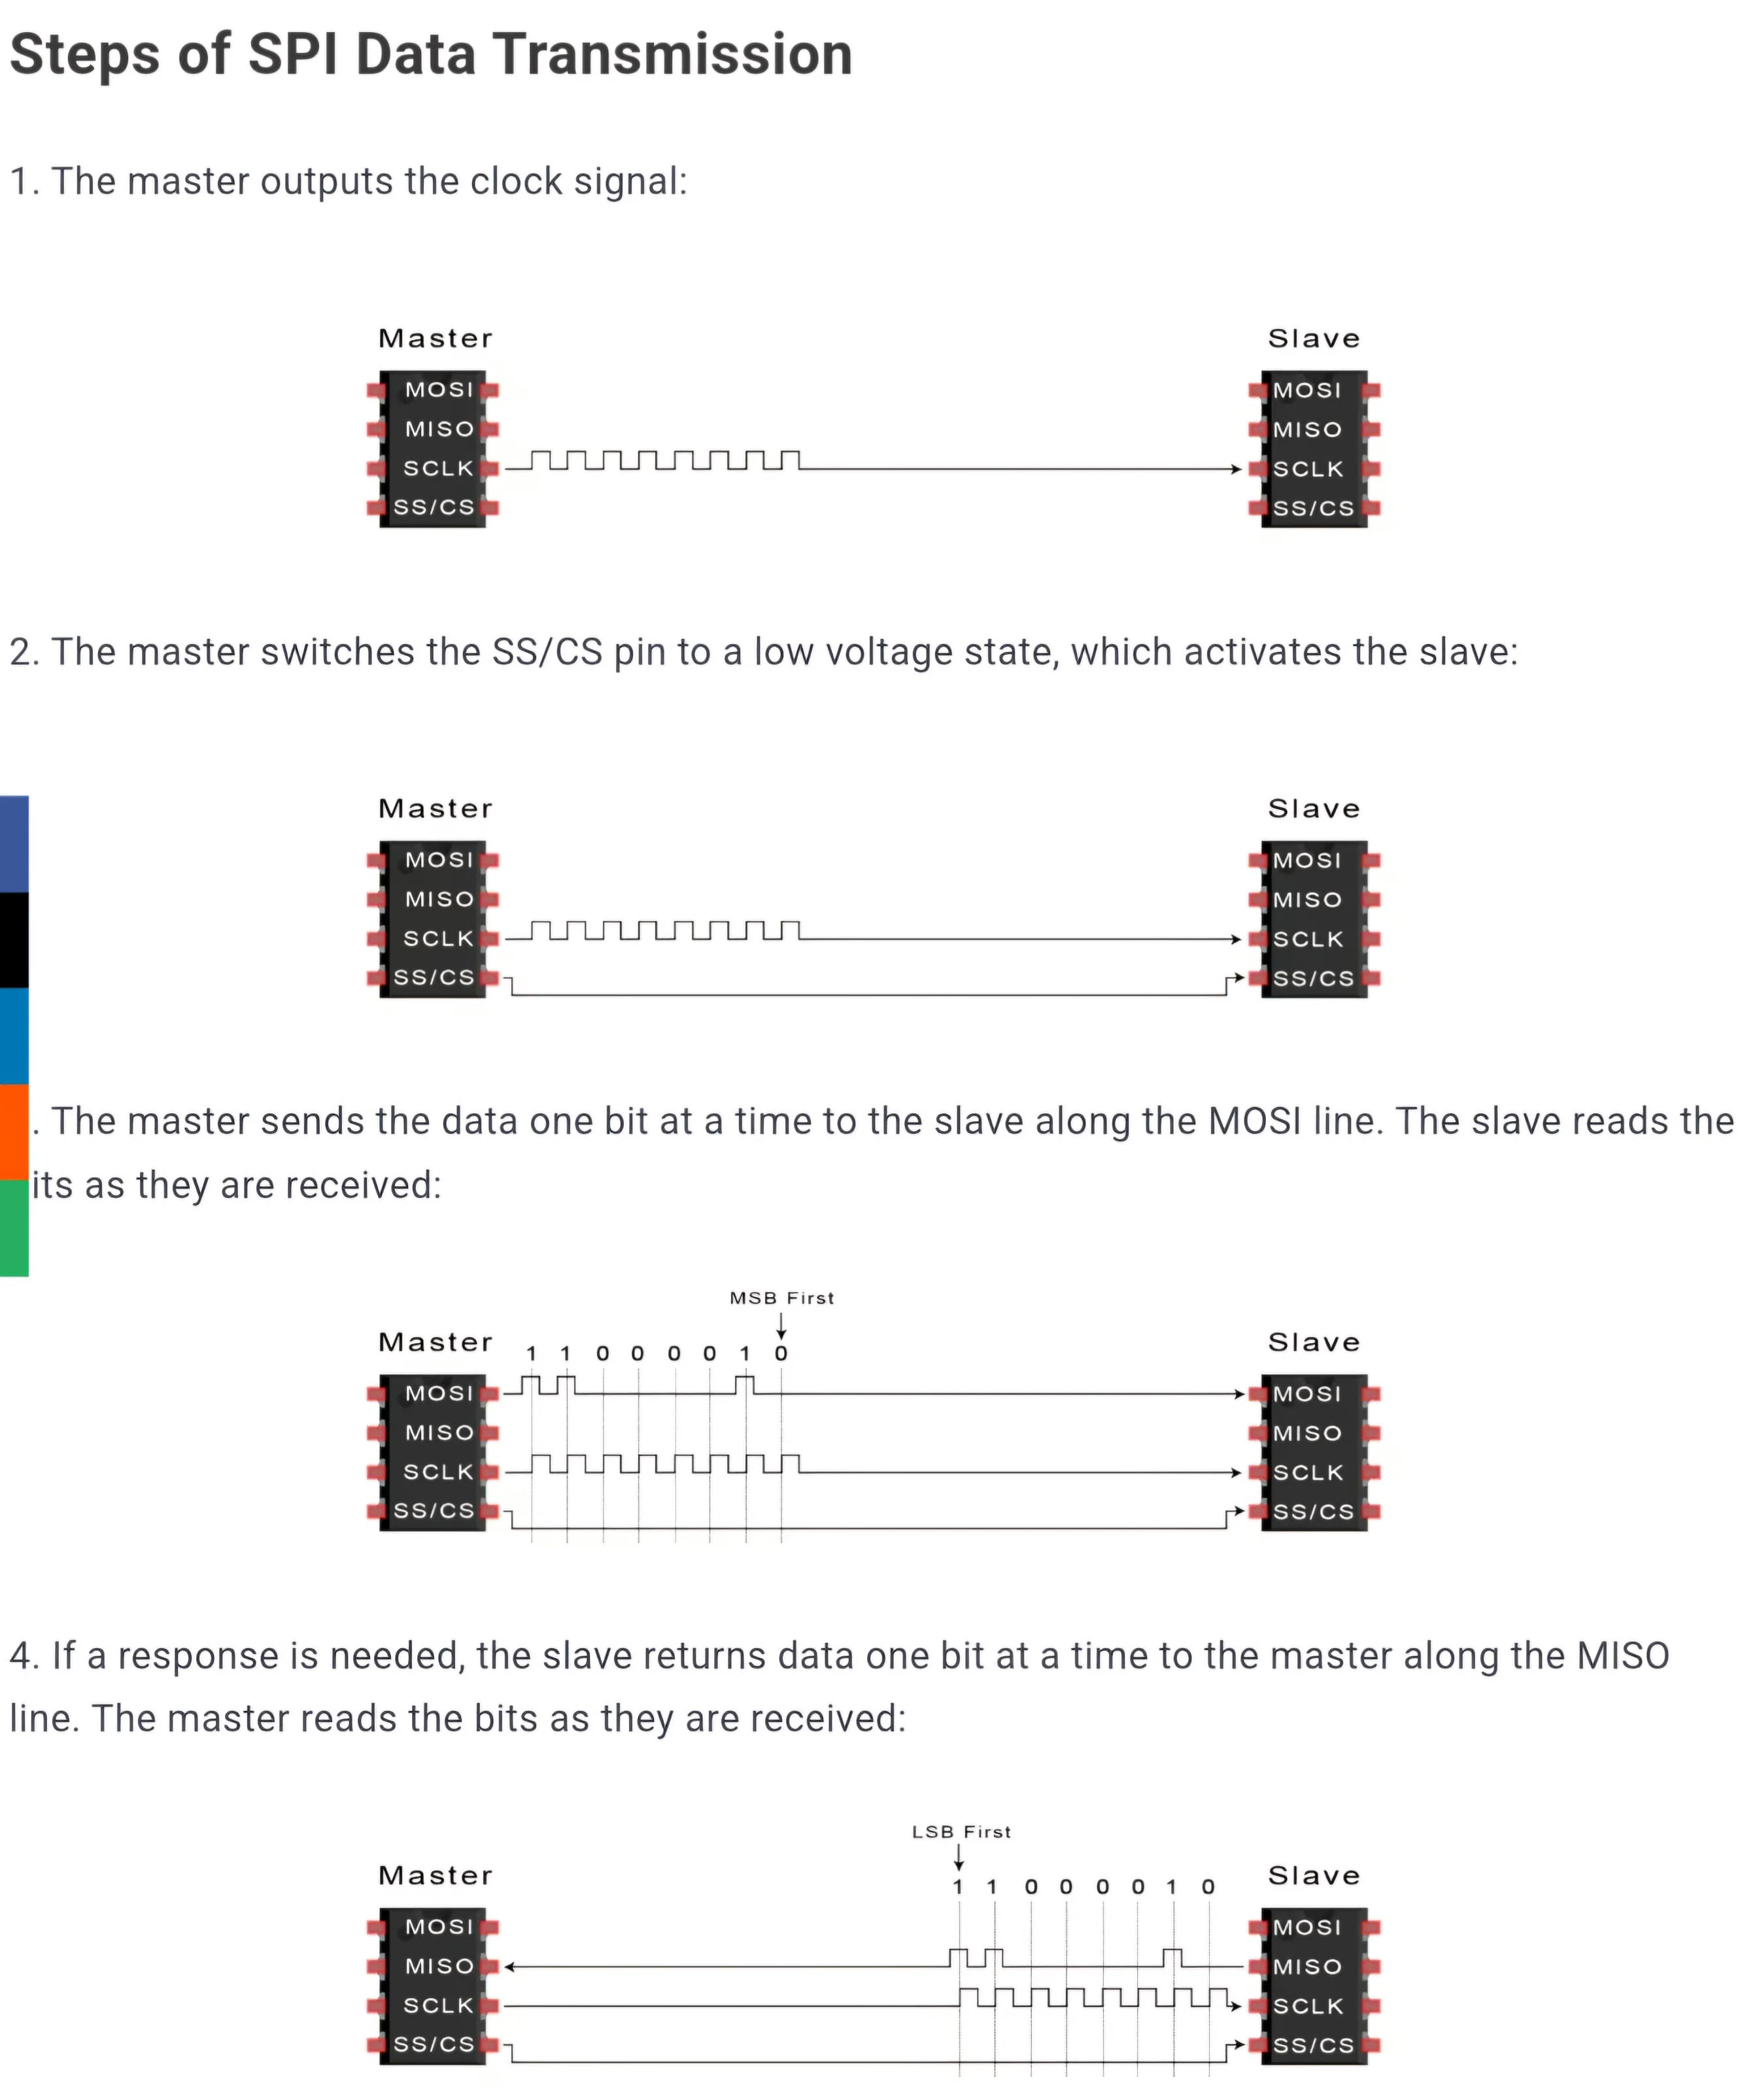 Steps of SPI Data Transmission
1. The master outputs the clock signal:
Master
Slave
MOSI
MISO
SCLK
SS/CS
MOSI
MISO
SCLK
SS/CS
2. The master switches the SS/CS pin to a low voltage state, which activates the slave:
Master
Slave
MOSI
MISO
SCLK
SS/CS
MOSI
MISO
SCLK
SS/CS
. The master sends the data one bit at a time to the slave along the MOSI line. The slave reads the
its as they are received:
MSB First
Master
1 1 0 0 0 0 1 0
Slave
MOSI
MISO
SCLK
SS/CS
MOSI
MISO
SCLK
SS/CS
4. If a response is needed, the slave returns data one bit at a time to the master along the MISO
line. The master reads the bits as they are received:
LSB First
Master
1 1 0 0 0 0 1 0
Slave
MOSI
MISO
SCLK
SS/CS
MOSI
MISO
SCLK
SS/CS